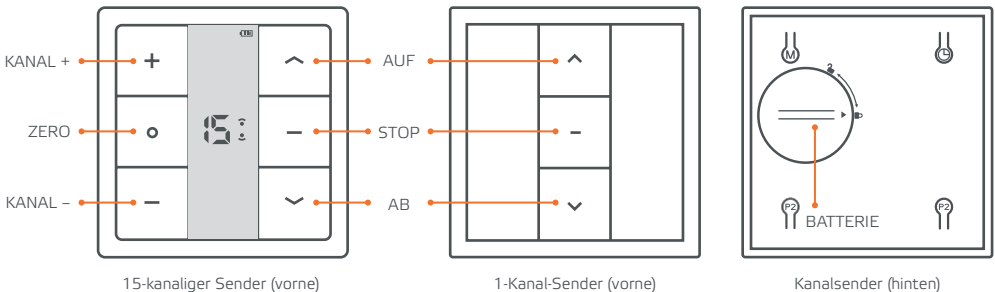 KANAL +
ZERO
KANAL –
15
AUF
STOP
AB
M
2
P2
P2
BATTERIE
15-kanaliger Sender (vorne)
1-Kanal-Sender (vorne)
Kanalsender (hinten)